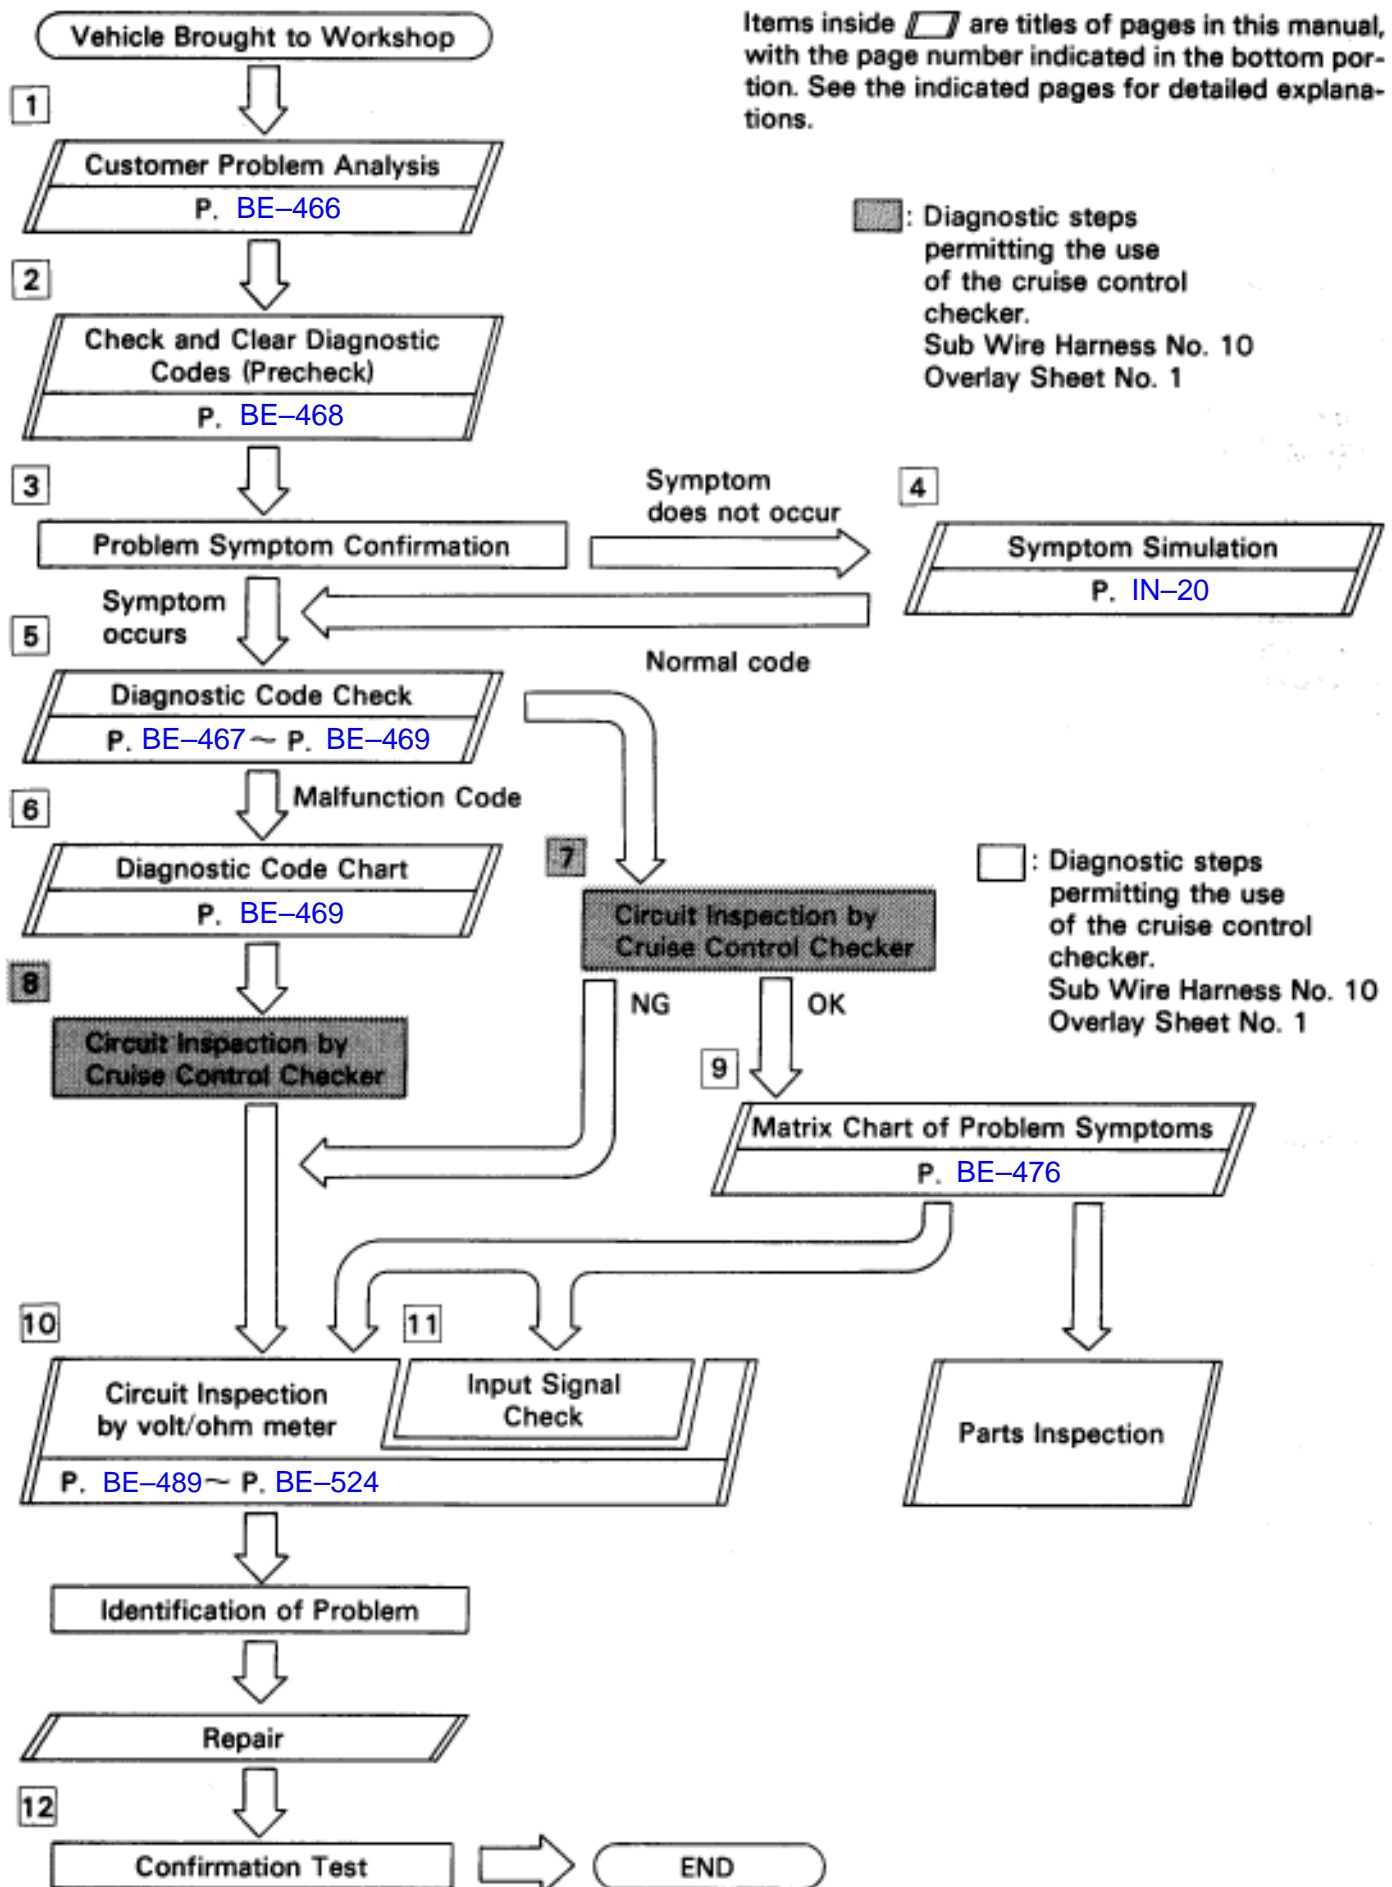 Vehicle Brought to Workshop
Items inside are titles of pages in this manual,
with the page number indicated in the bottom por-
tion. See the indicated pages for detailed explana-
tions.
1
Customer Problem Analysis
P. BE–466
: Diagnostic steps
permitting the use
of the cruise control
checker.
Sub Wire Harness No. 10
Overlay Sheet No. 1
2
Check and Clear Diagnostic
Codes (Precheck)
P. BE–468
3
Problem Symptom Confirmation
Symptom
does not occur
4
Symptom Simulation
P. IN–20
Symptom
occurs
5
Normal code
Diagnostic Code Check
P. BE–467 ~ P. BE–469
6
Malfunction Code
Diagnostic Code Chart
P. BE–469
7
Circuit Inspection by
Cruise Control Checker
: Diagnostic steps
permitting the use
of the cruise control
checker.
Sub Wire Harness No. 10
Overlay Sheet No. 1
8
Circuit Inspection by
Cruise Control Checker
NG
OK
9
Matrix Chart of Problem Symptoms
P. BE–476
10
Circuit Inspection
by volt/ohm meter
P. BE–489 ~ P. BE–524
11
Input Signal
Check
Parts Inspection
Identification of Problem
Repair
12
Confirmation Test
END